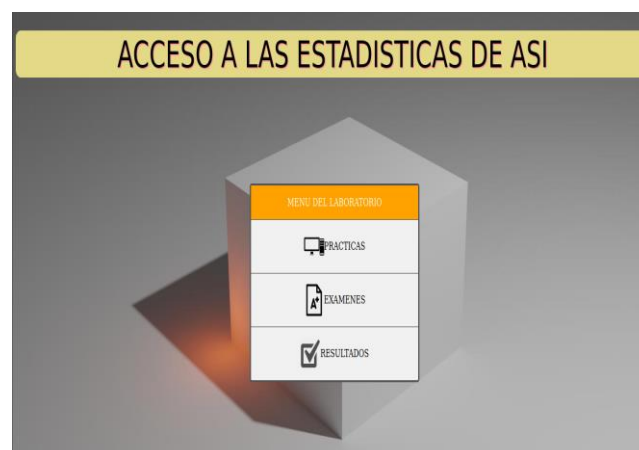 ACCESO A LAS ESTADISTICAS DE ASI
MENU DEL LABORATORIO
PRACTICAS
A+
EXAMENES
RESULTADOS